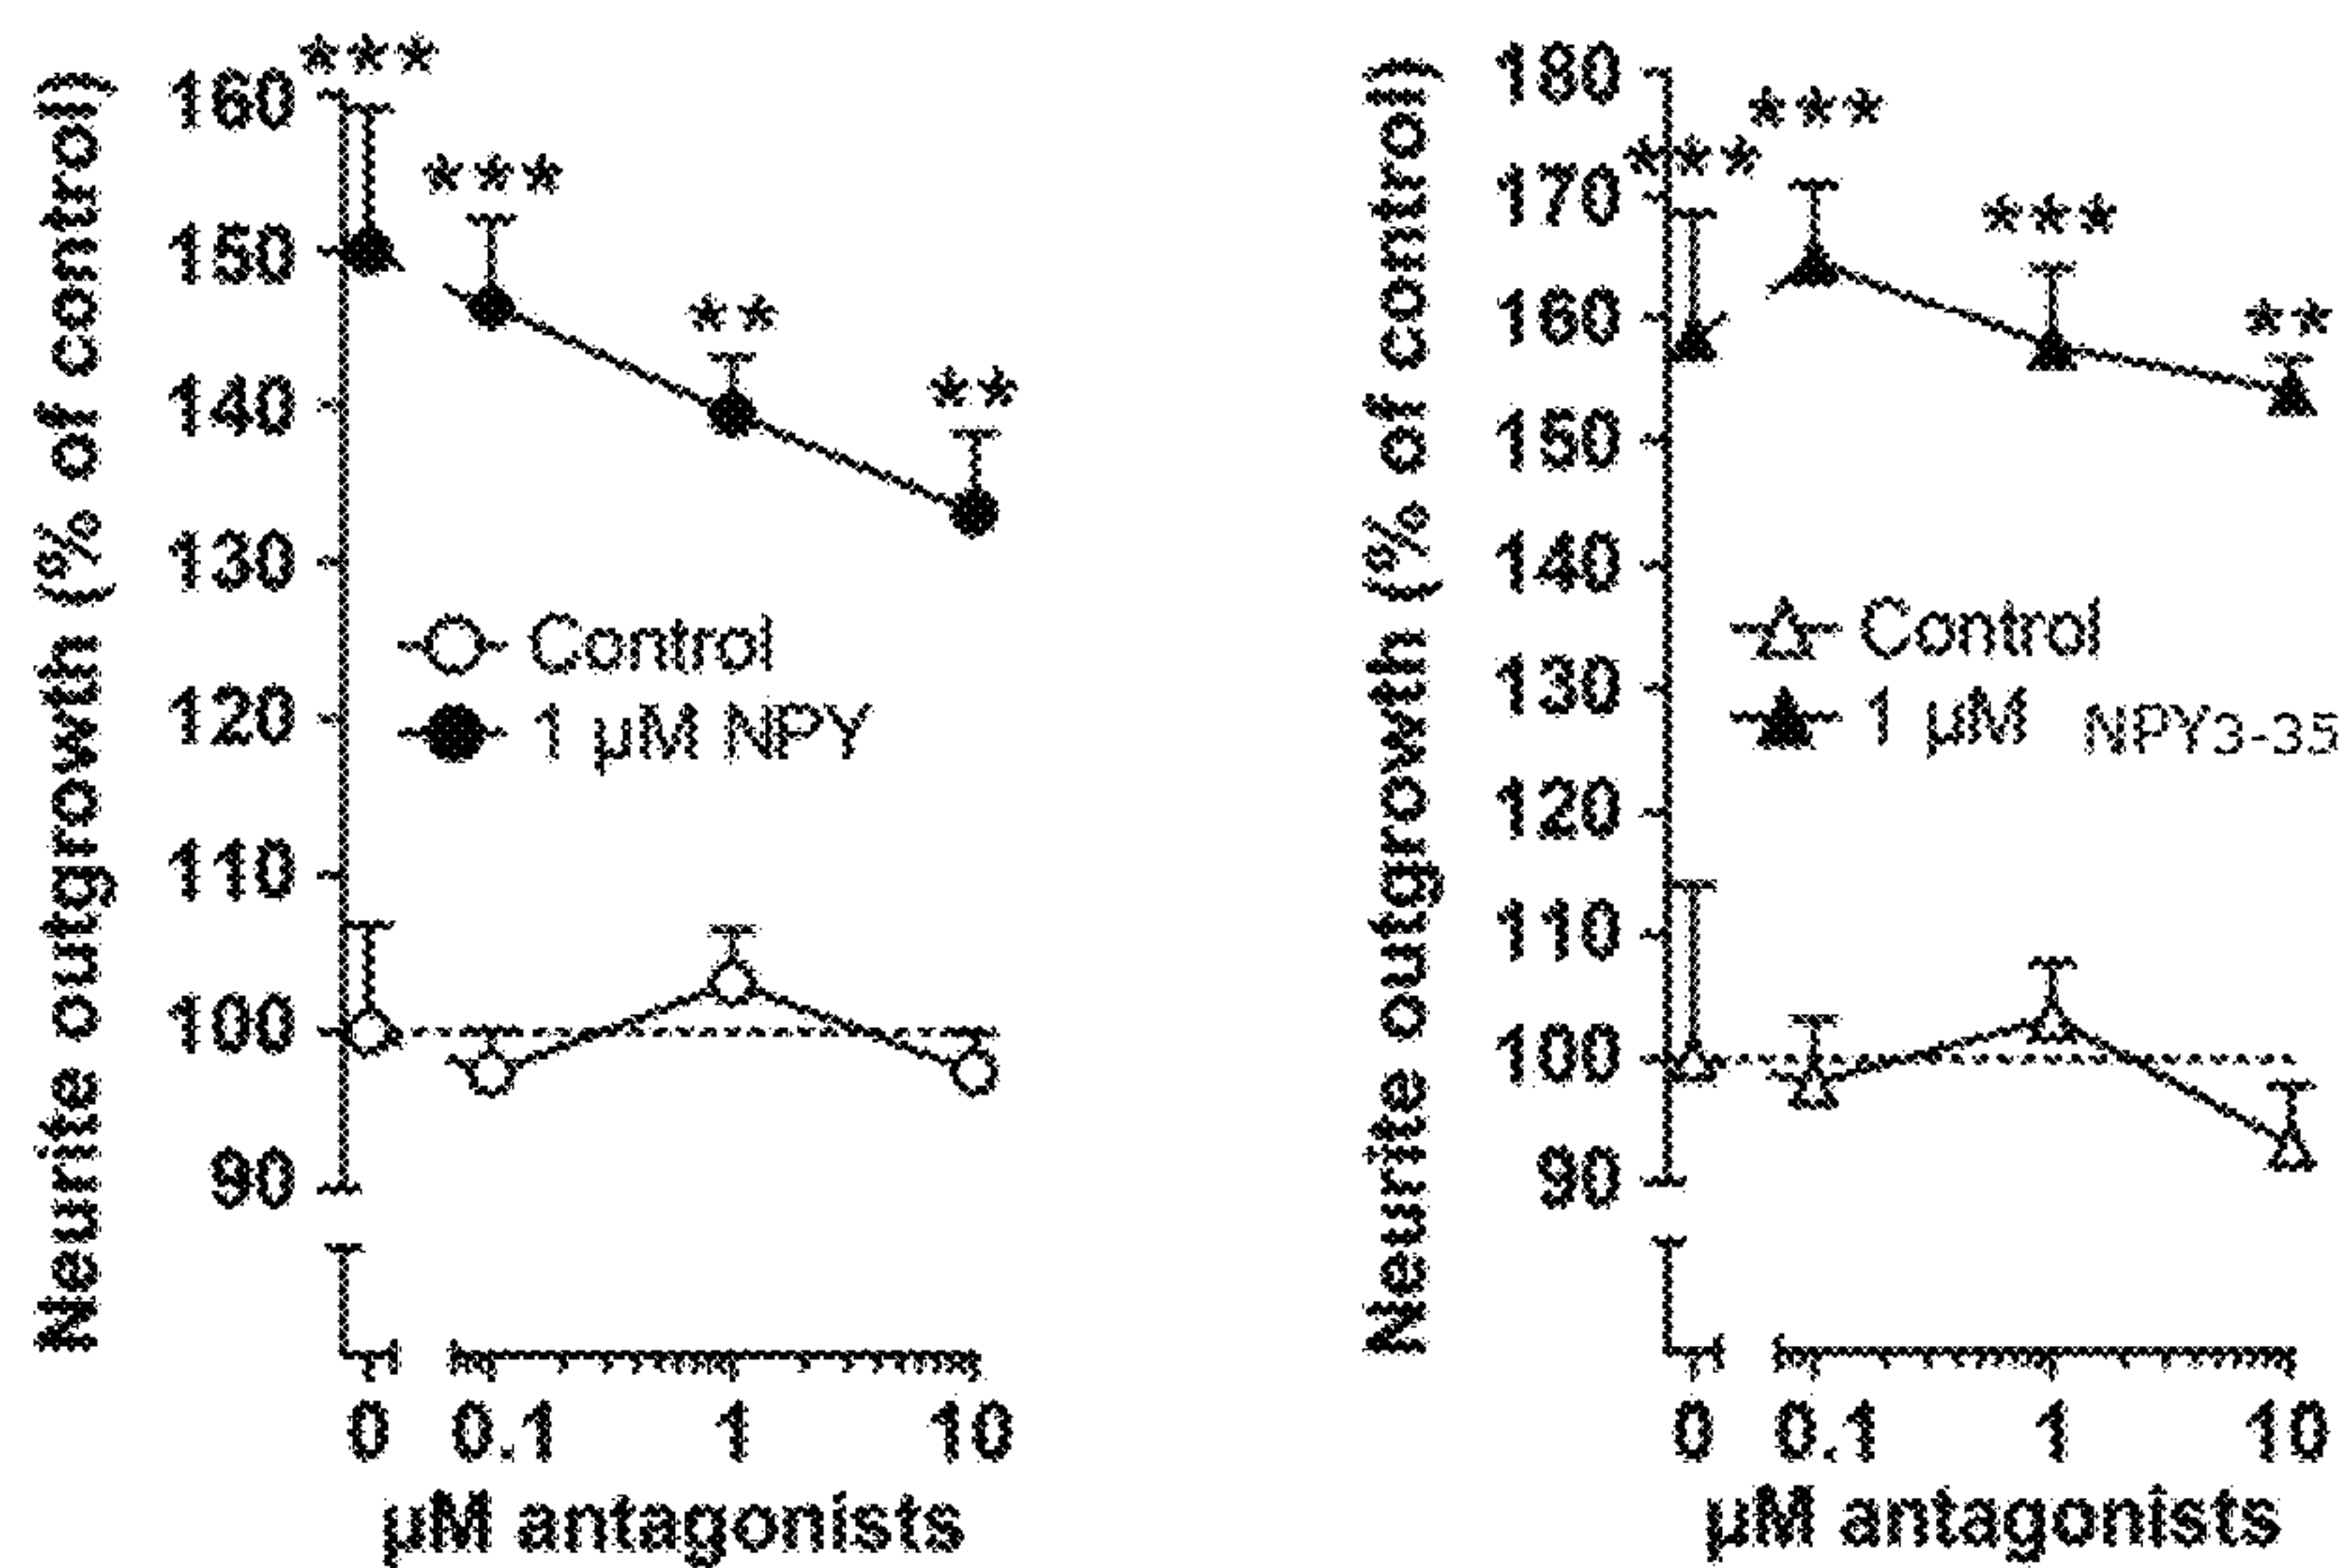 Neurite outgrowth (% of control)
160
150
140
130
120
110
100
90
***
***
**
**
Control
1 µM NPY
0 0.1 1 10
µM antagonists
Neurite outgrowth (% of control)
180
170
160
150
140
130
120
110
100
90
***
***
***
**
Control
1 µM NPY3-35
0 0.1 1 10
µM antagonists